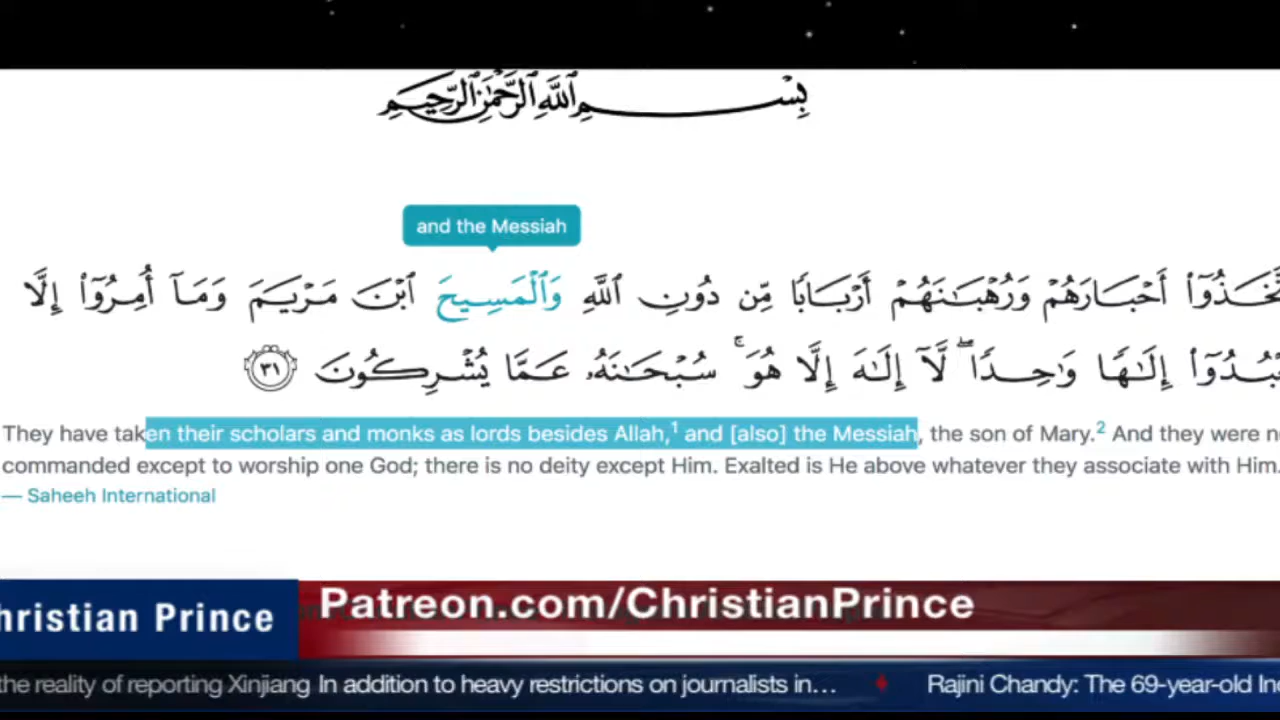 بِسْمِ ٱللَّهِ ٱلرَّحْمَٰنِ ٱلرَّحِيمِ
and the Messiah
تَّخَذُوٓا۟ أَحْبَارَهُمْ وَرُهْبَـٰنَهُمْ أَرْبَابًا مِّن دُونِ ٱللَّهِ وَٱلْمَسِيحَ ٱبْنَ مَرْيَمَ وَمَآ أُمِرُوٓا۟ إِلَّا
بُدُوٓا۟ إِلَـٰهًا وَٰحِدًا ۖ لَّآ إِلَـٰهَ إِلَّا هُوَ ۚ سُبْحَـٰنَهُۥ عَمَّا يُشْرِكُونَ ٣١
They have taken their scholars and monks as lords besides Allah,1 and [also] the Messiah, the son of Mary.2 And they were n
commanded except to worship one God; there is no deity except Him. Exalted is He above whatever they associate with Him.
— Saheeh International
hristian Prince
Patreon.com/ChristianPrince
the reality of reporting Xinjiang In addition to heavy restrictions on journalists in… ♦ Rajini Chandy: The 69-year-old In